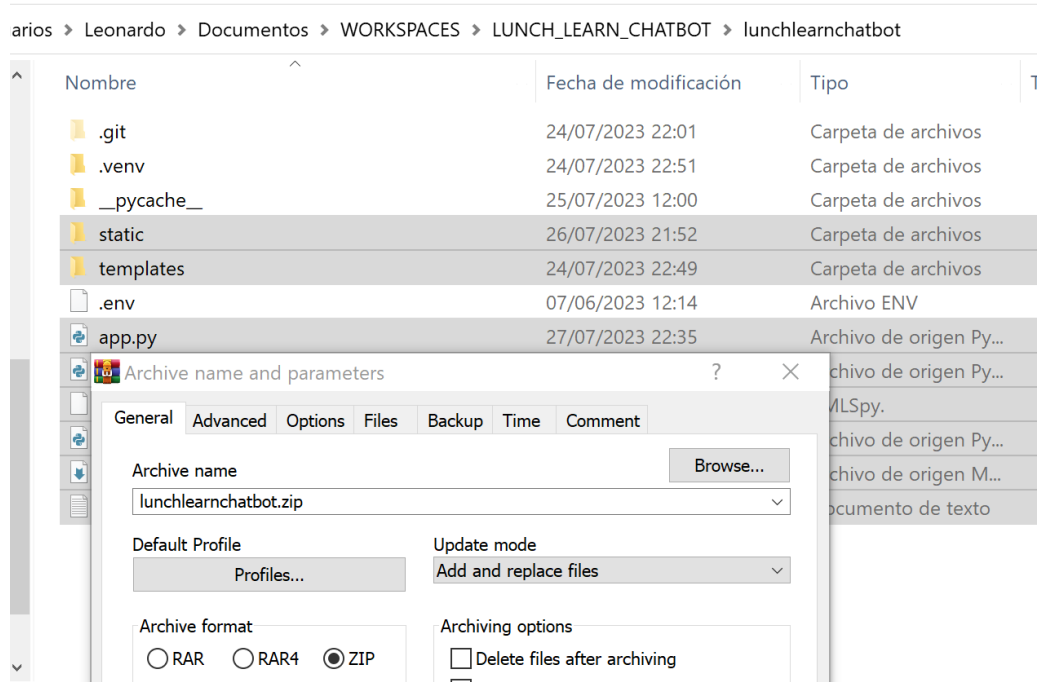 arios > Leonardo > Documentos > WORKSPACES > LUNCH_LEARN_CHATBOT > lunchlearnchatbot
Nombre Fecha de modificación Tipo T
.git 24/07/2023 22:01 Carpeta de archivos
.venv 24/07/2023 22:51 Carpeta de archivos
__pycache__ 25/07/2023 12:00 Carpeta de archivos
static 26/07/2023 21:52 Carpeta de archivos
templates 24/07/2023 22:49 Carpeta de archivos
.env 07/06/2023 12:14 Archivo ENV
app.py 27/07/2023 22:35 Archivo de origen Py...
Archive name and parameters ? chivo de origen Py...
General Advanced Options Files Backup Time Comment
MLSpy.
chivo de origen Py...
Archive name Browse... chivo de origen M...
lunchlearnchatbot.zip ocumento de texto
Default Profile Update mode
Profiles... Add and replace files
Archive format Archiving options
RAR RAR4 ZIP Delete files after archiving